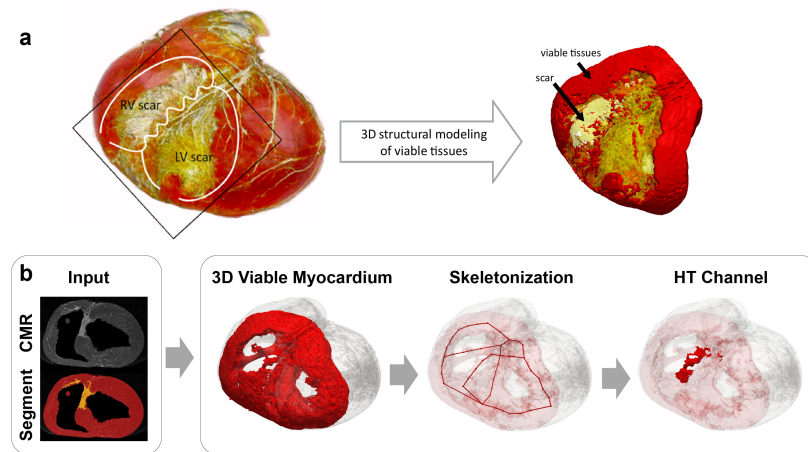 a
RV scar
LV scar
3D structural modeling
of viable tissues
viable tissues
scar
b
Input
CMR
Segment
3D Viable Myocardium
Skeletonization
HT Channel